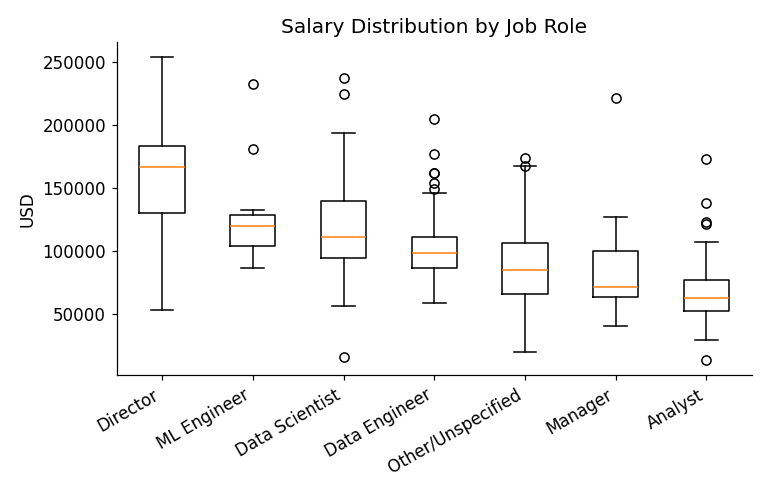 Salary Distribution by Job Role
250000
200000
150000
100000
50000
USD
Director
ML Engineer
Data Scientist
Data Engineer
Other/Unspecified
Manager
Analyst